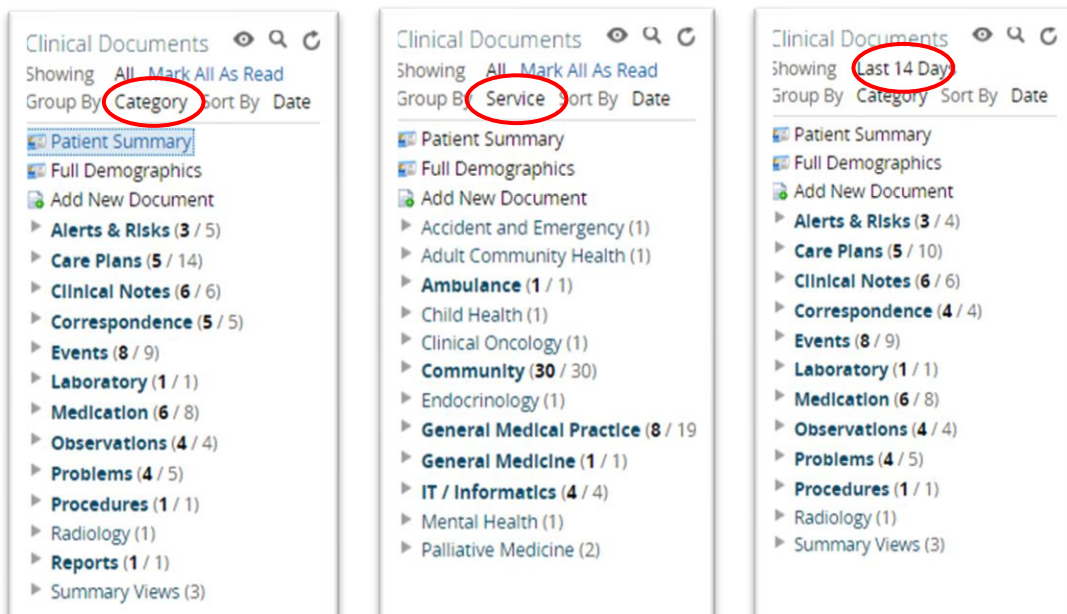 Clinical Documents
Showing All Mark All As Read
Group By Category Sort By Date
Patient Summary
Full Demographics
Add New Document
Alerts & Risks (3 / 5)
Care Plans (5 / 14)
Clinical Notes (6 / 6)
Correspondence (5 / 5)
Events (8 / 9)
Laboratory (1 / 1)
Medication (6 / 8)
Observations (4 / 4)
Problems (4 / 5)
Procedures (1 / 1)
Radiology (1)
Reports (1 / 1)
Summary Views (3)
Clinical Documents
Showing All Mark All As Read
Group By Service Sort By Date
Patient Summary
Full Demographics
Add New Document
Accident and Emergency (1)
Adult Community Health (1)
Ambulance (1 / 1)
Child Health (1)
Clinical Oncology (1)
Community (30 / 30)
Endocrinology (1)
General Medical Practice (8 / 19
General Medicine (1 / 1)
IT / Informatics (4 / 4)
Mental Health (1)
Palliative Medicine (2)
Clinical Documents
Showing Last 14 Days
Group By Category Sort By Date
Patient Summary
Full Demographics
Add New Document
Alerts & Risks (3 / 4)
Care Plans (5 / 10)
Clinical Notes (6 / 6)
Correspondence (4 / 4)
Events (8 / 9)
Laboratory (1 / 1)
Medication (6 / 8)
Observations (4 / 4)
Problems (4 / 5)
Procedures (1 / 1)
Radiology (1)
Summary Views (3)